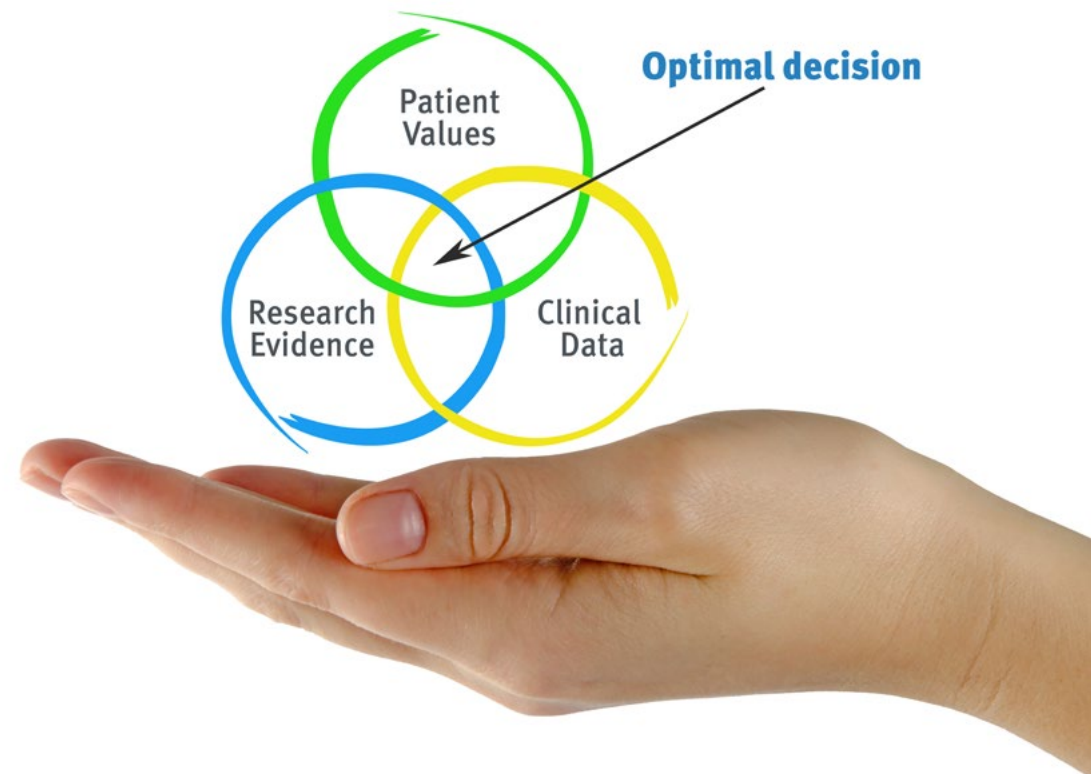 Optimal decision
Patient
Values
Research
Evidence
Clinical
Data